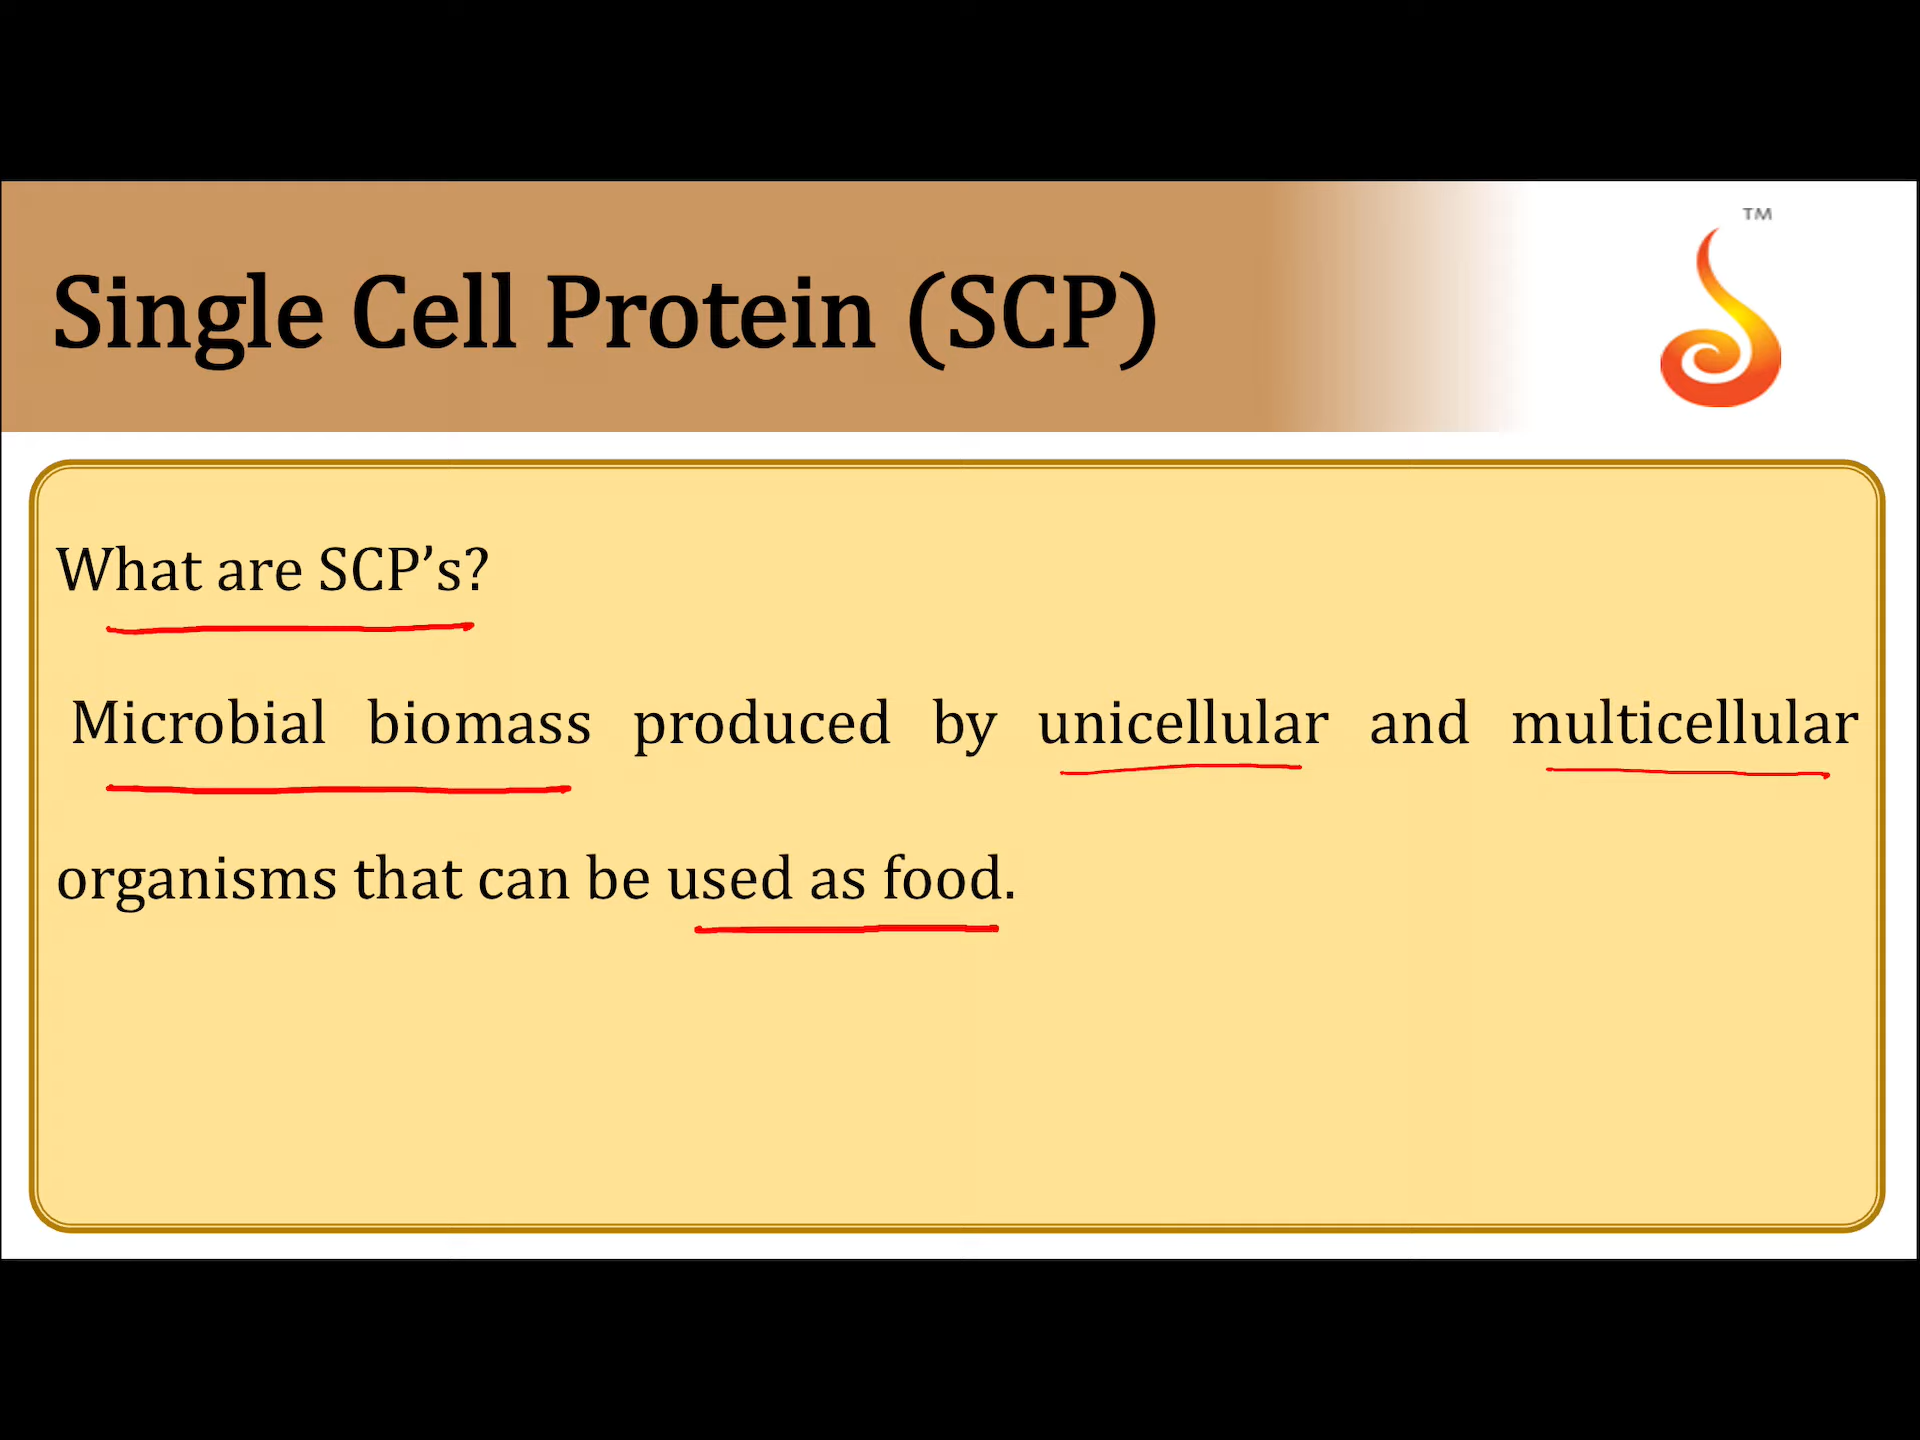 TM
Single Cell Protein (SCP)
What are SCP’s?
Microbial biomass produced by unicellular and multicellular
organisms that can be used as food.